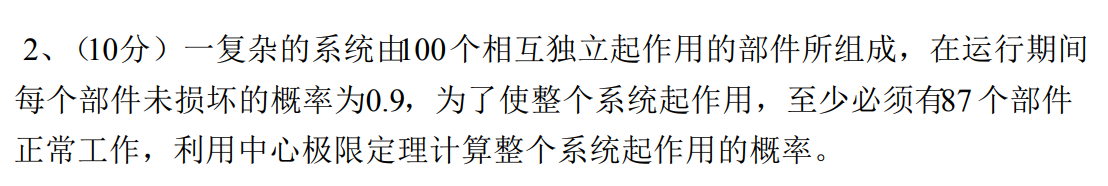 2、（10分）一复杂的系统由100个相互独立起作用的部件所组成，在运行期间
每个部件未损坏的概率为0.9，为了使整个系统起作用，至少必须有87个部件
正常工作，利用中心极限定理计算整个系统起作用的概率。